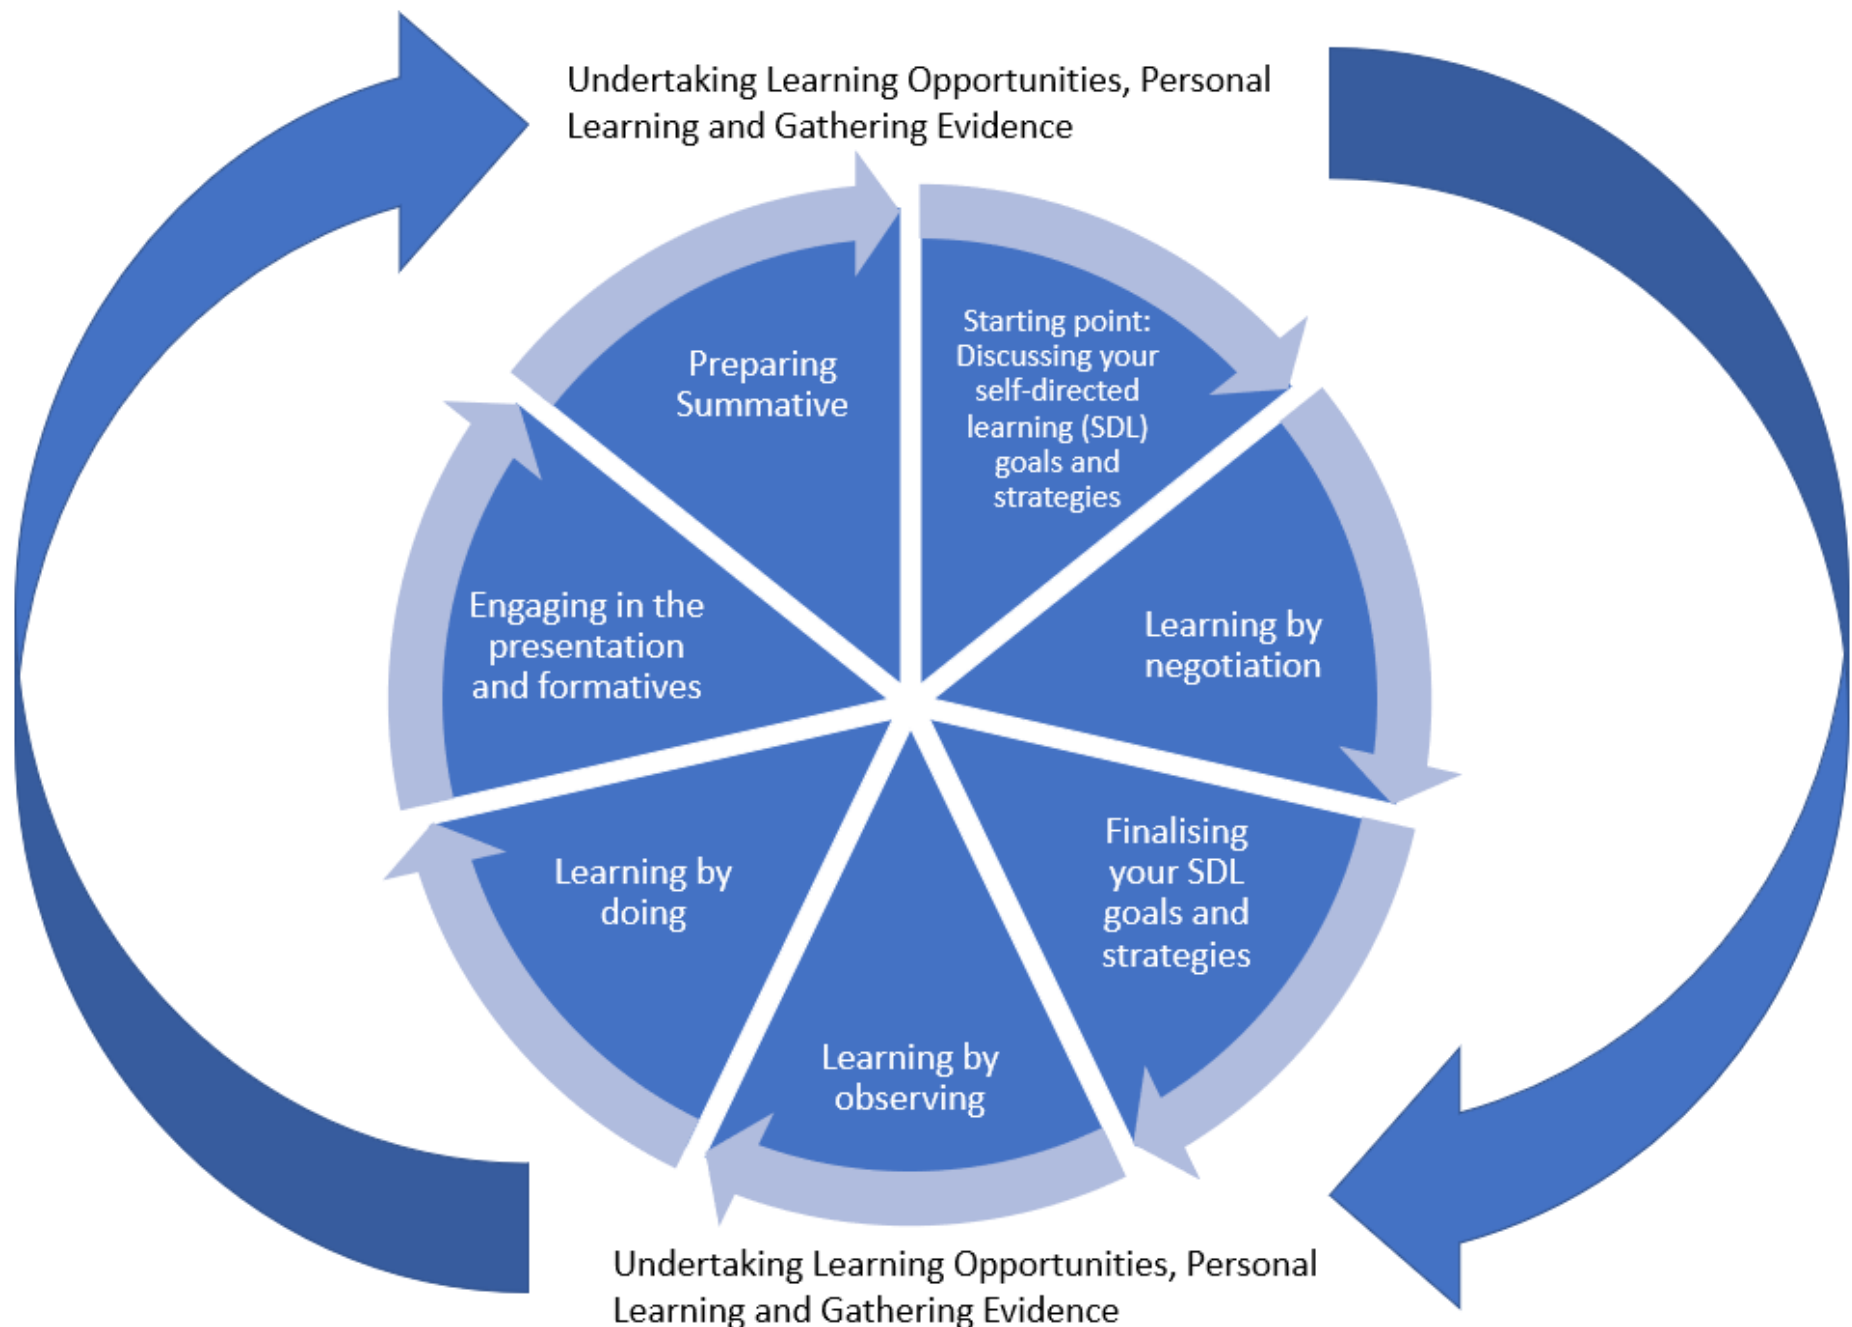 Undertaking Learning Opportunities, Personal
Learning and Gathering Evidence
Starting point:
Discussing your
self-directed
learning (SDL)
goals and
strategies
Learning by
negotiation
Finalising
your SDL
goals and
strategies
Learning by
observing
Learning by
doing
Engaging in the
presentation
and formatives
Preparing
Summative
Undertaking Learning Opportunities, Personal
Learning and Gathering Evidence